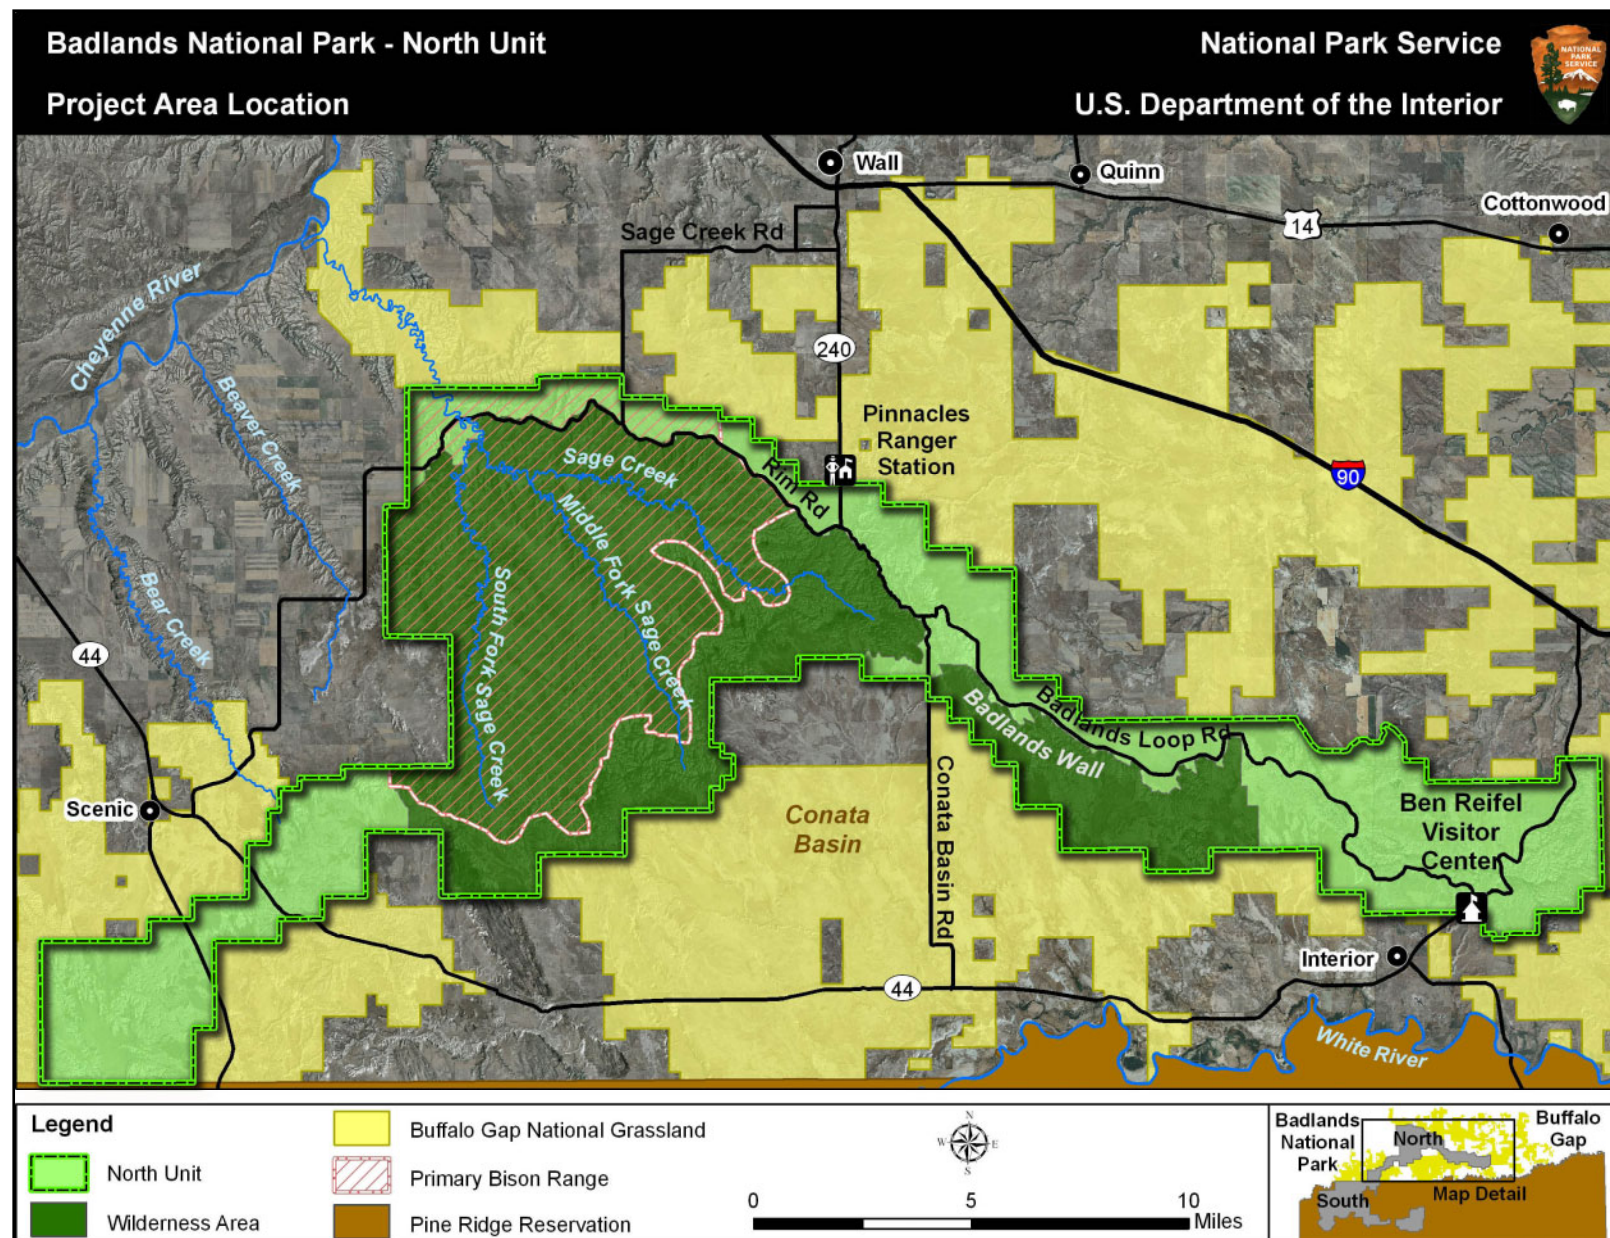 Badlands National Park - North Unit
National Park Service
Project Area Location
U.S. Department of the Interior
NATIONAL
PARK
SERVICE
Wall
Quinn
Cottonwood
14
Sage Creek Rd
Cheyenne River
240
Beaver Creek
Pinnacles
Ranger
Station
Sage Creek
Rim Rd
90
Middle Fork Sage Creek
South Fork Sage Creek
Bear Creek
44
Badlands Loop Rd
Badlands Wall
Conata Basin Rd
Scenic
Conata
Basin
Ben Reifel
Visitor
Center
Interior
44
White River
Legend
North Unit
Wilderness Area
Buffalo Gap National Grassland
Primary Bison Range
Pine Ridge Reservation
N
W E
S
0 5 10
Miles
Badlands
National
Park
North
Buffalo
Gap
South
Map Detail